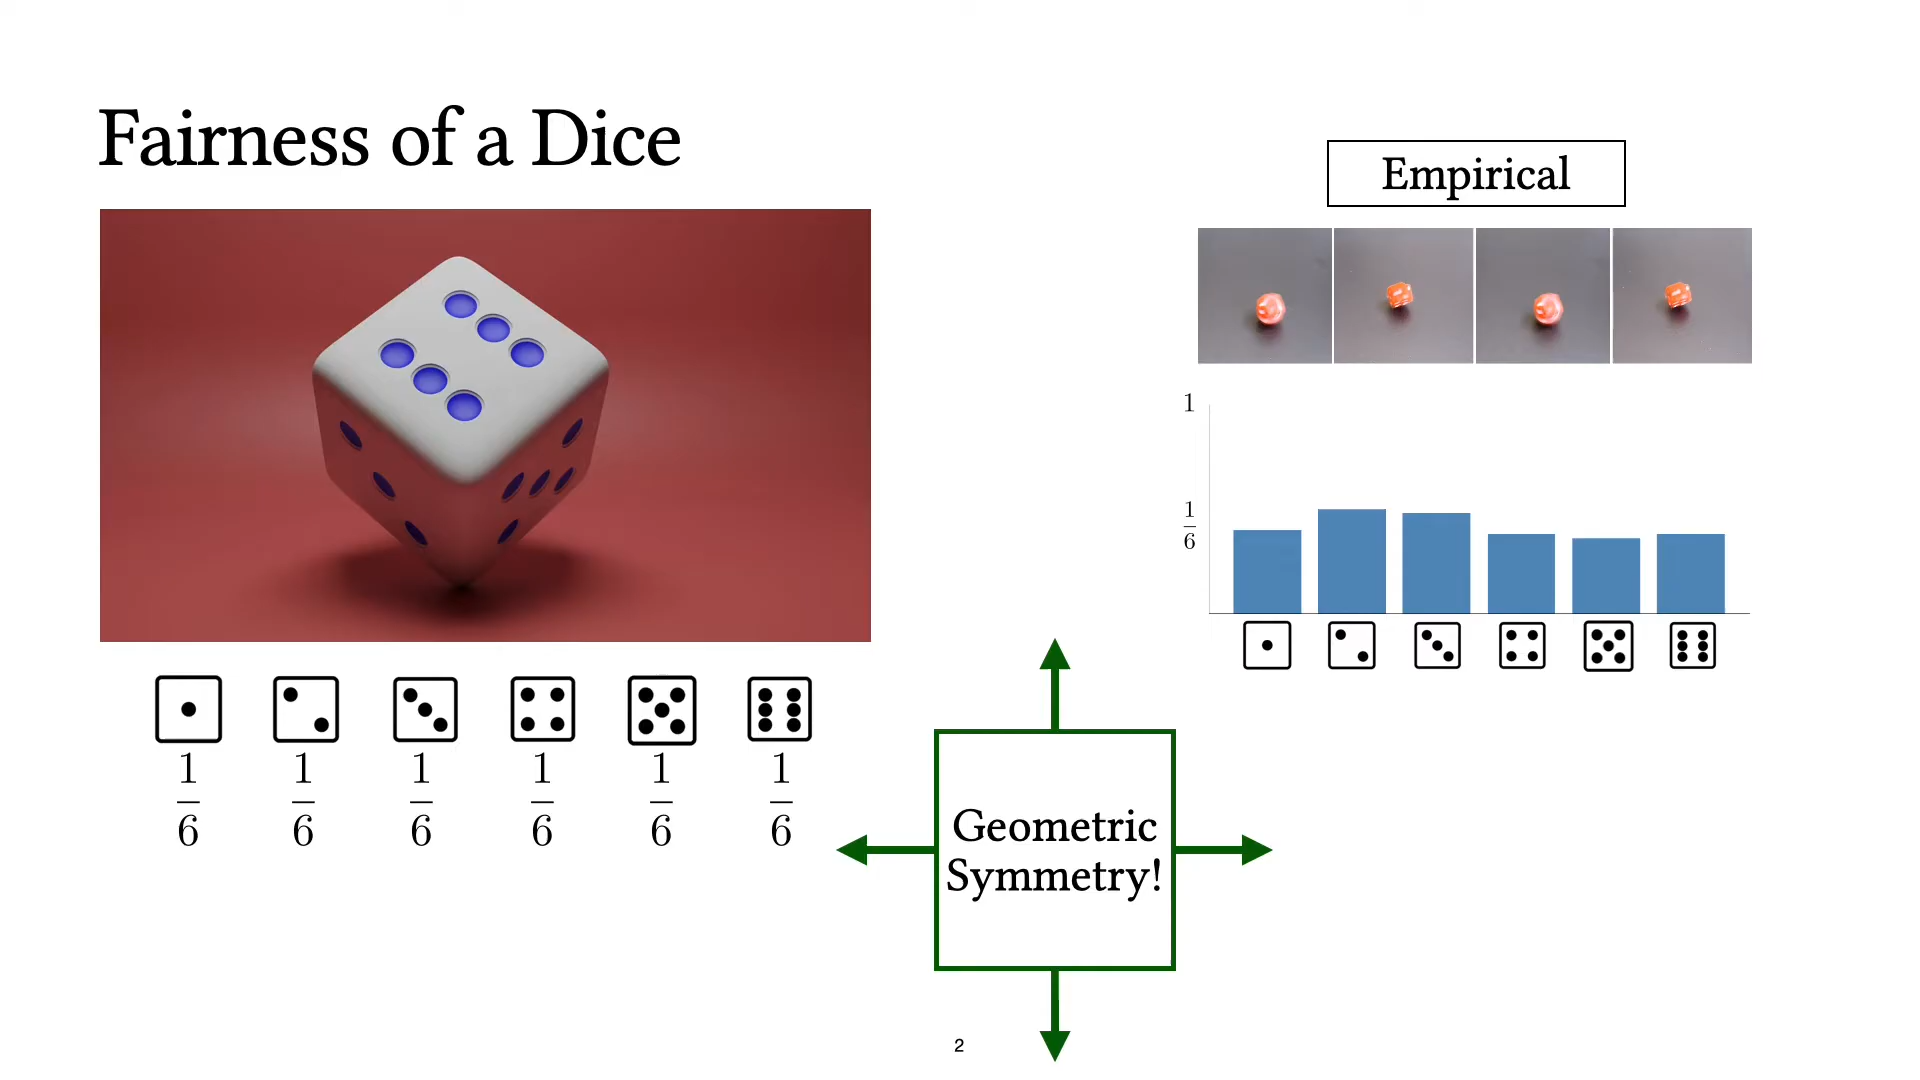 Fairness of a Dice
1/6 1/6 1/6 1/6 1/6 1/6
Geometric
Symmetry!
Empirical
1
1/6
2